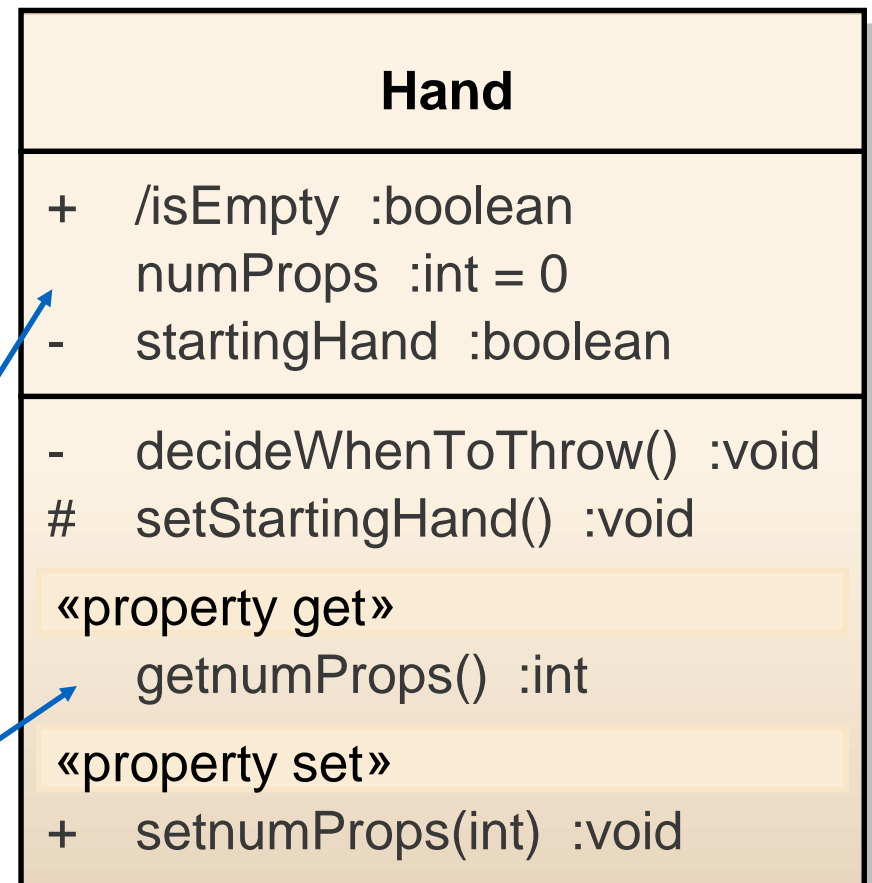 Hand
+ /isEmpty :boolean
numProps :int = 0
- startingHand :boolean
- decideWhenToThrow() :void
# setStartingHand() :void
«property get»
getnumProps() :int
«property set»
+ setnumProps(int) :void